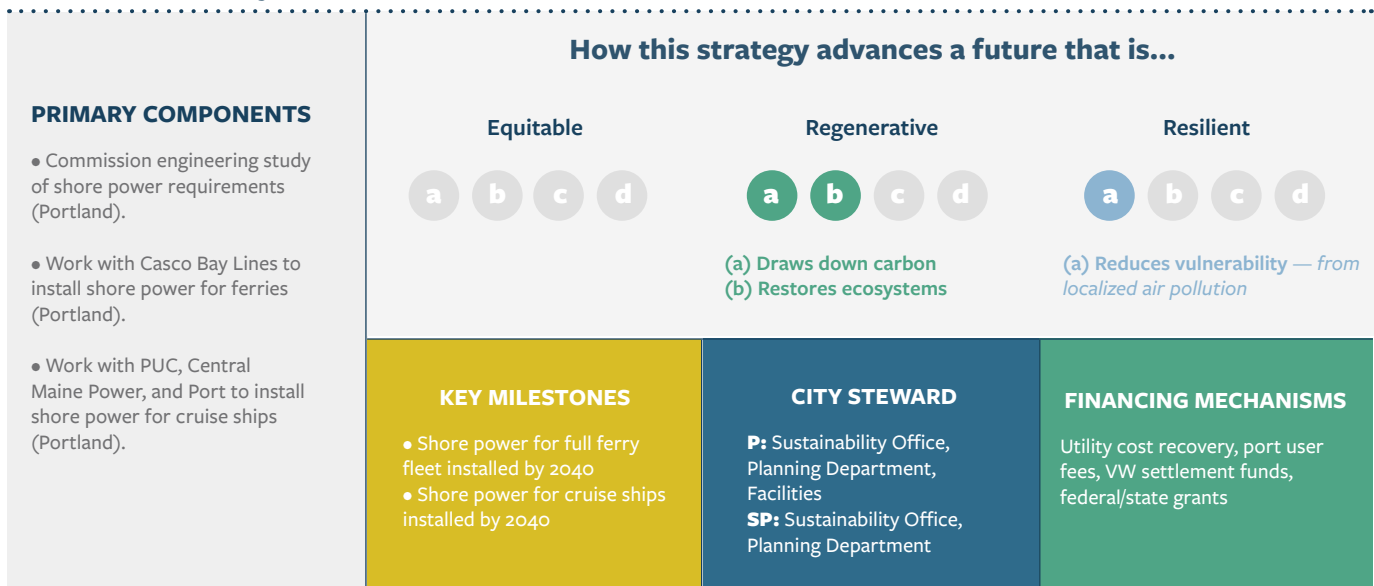 How this strategy advances a future that is...
PRIMARY COMPONENTS
• Commission engineering study
of shore power requirements
(Portland).
• Work with Casco Bay Lines to
install shore power for ferries
(Portland).
• Work with PUC, Central
Maine Power, and Port to install
shore power for cruise ships
(Portland).
Equitable
a b c d
Regenerative
a b c d
(a) Draws down carbon
(b) Restores ecosystems
Resilient
a b c d
(a) Reduces vulnerability — from
localized air pollution
KEY MILESTONES
• Shore power for full ferry
fleet installed by 2040
• Shore power for cruise ships
installed by 2040
CITY STEWARD
P: Sustainability Office,
Planning Department,
Facilities
SP: Sustainability Office,
Planning Department
FINANCING MECHANISMS
Utility cost recovery, port user
fees, VW settlement funds,
federal/state grants